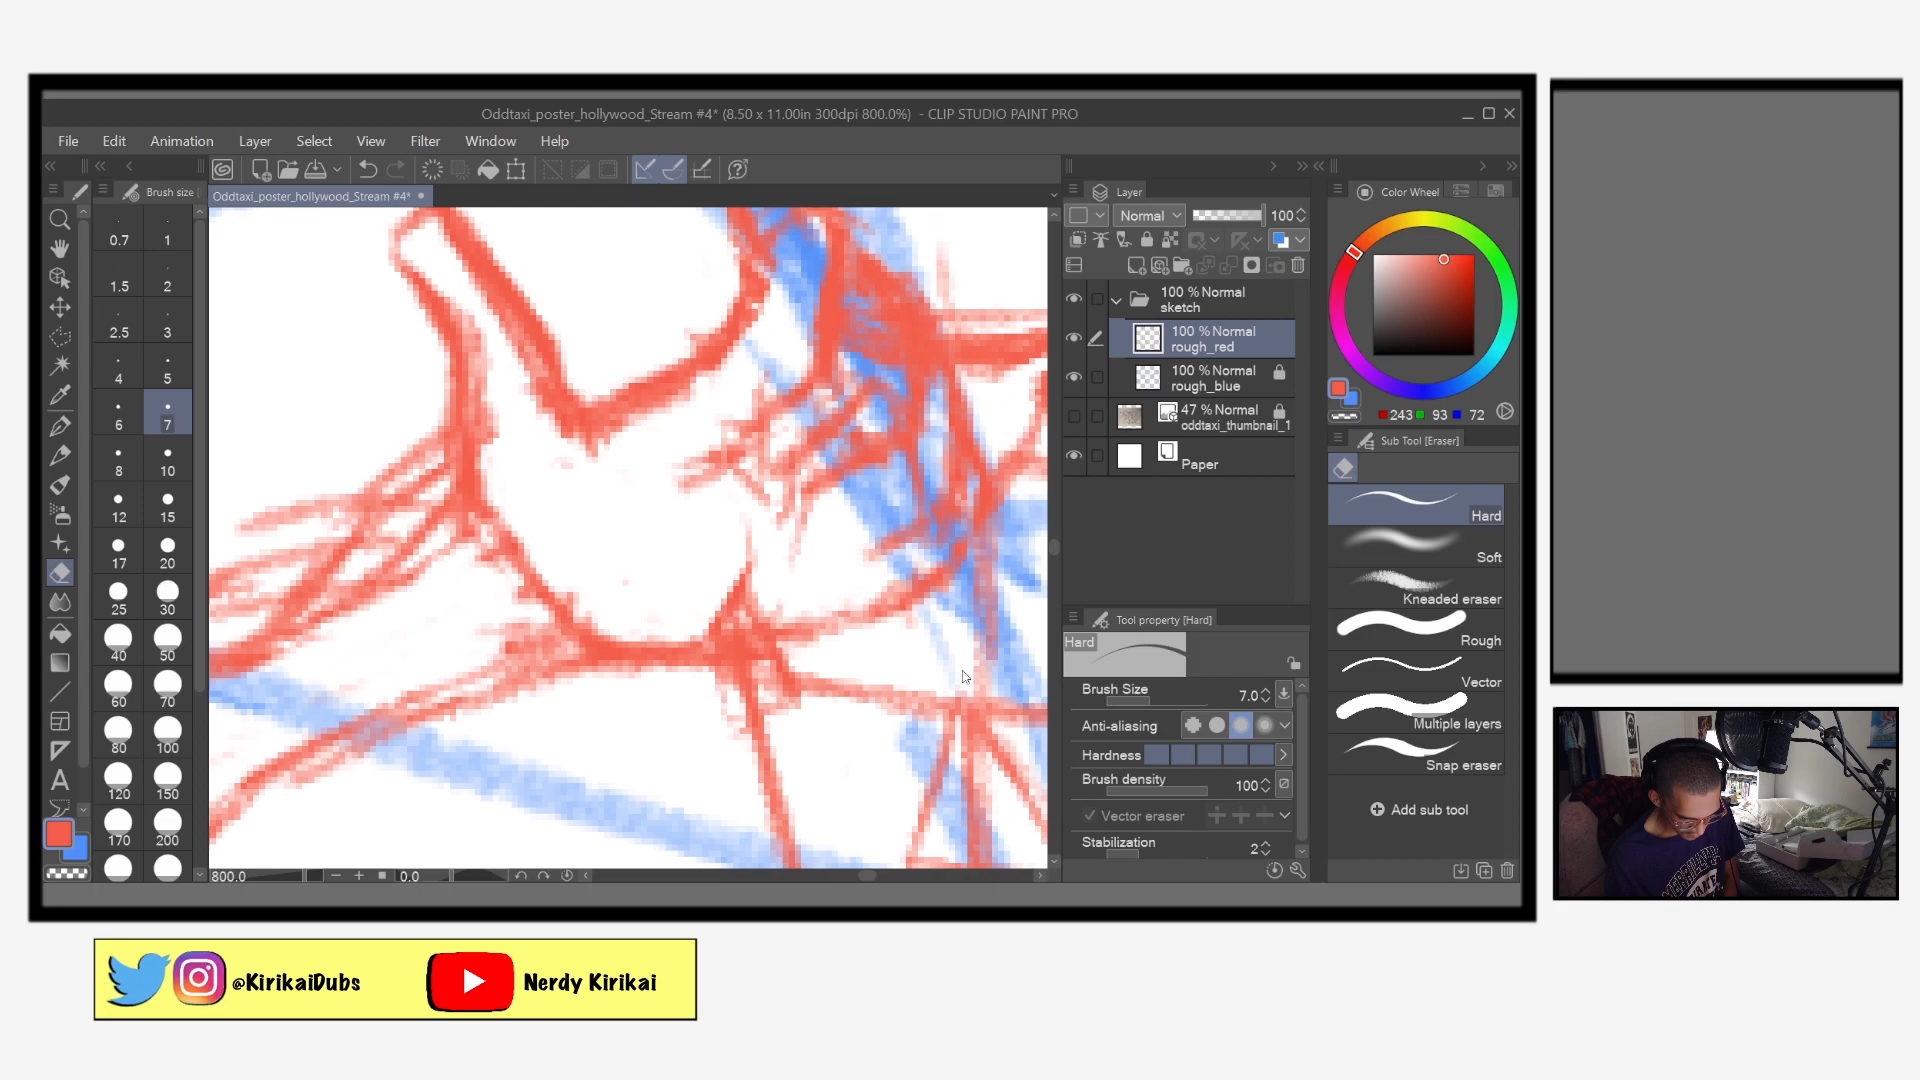 Oddtaxi_poster_hollywood_Stream #4* (8.50 x 11.00in 300dpi 800.0%) - CLIP STUDIO PAINT PRO
File Edit Animation Layer Select View Filter Window Help
Brush size
Oddtaxi_poster_hollywood_Stream #4*
0.7 1
1.5 2
2.5 3
4 5
6 7
8 10
12 15
17 20
25 30
40 50
60 70
80 100
120 150
170 200
800.0 0.0
Layer
Normal 100
100 % Normal
sketch
100 % Normal
rough_red
100 % Normal
rough_blue
47 % Normal
oddtaxi_thumbnail_1
Paper
Tool property [Hard]
Hard
Brush Size 7.0
Anti-aliasing
Hardness
Brush density 100
Vector eraser
Stabilization 2
Color Wheel
243 93 72
Sub Tool [Eraser]
Hard
Soft
Kneaded eraser
Rough
Vector
Multiple layers
Snap eraser
Add sub tool
@KirikaiDubs Nerdy Kirikai